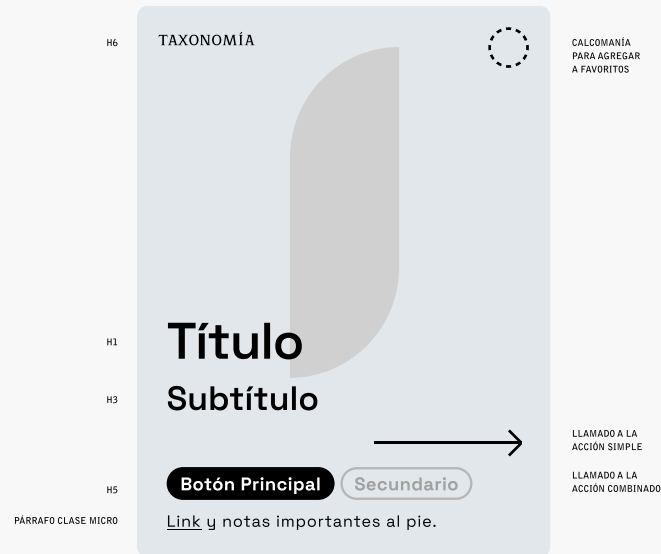 H6
TAXONOMÍA
CALCOMANÍA
PARA AGREGAR
A FAVORITOS
H1
Título
H3
Subtítulo
LLAMADO A LA
ACCIÓN SIMPLE
H5
Botón Principal
Secundario
LLAMADO A LA
ACCIÓN COMBINADO
PÁRRAFO CLASE MICRO
Link y notas importantes al pie.